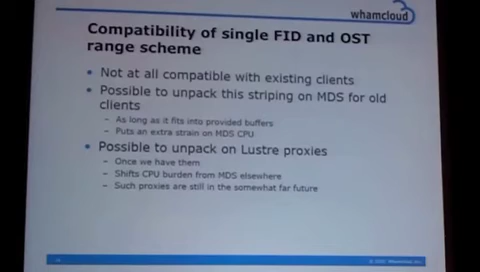 whamcloud
Compatibility of single FID and OST
range scheme
• Not at all compatible with existing clients
• Possible to unpack this striping on MDS for old
clients
– As long as it fits into provided buffers
– Puts an extra strain on MDS CPU
• Possible to unpack on Lustre proxies
– Once we have them
– Shifts CPU burden from MDS elsewhere
– Such proxies are still in the somewhat far future
Whamcloud, Inc.